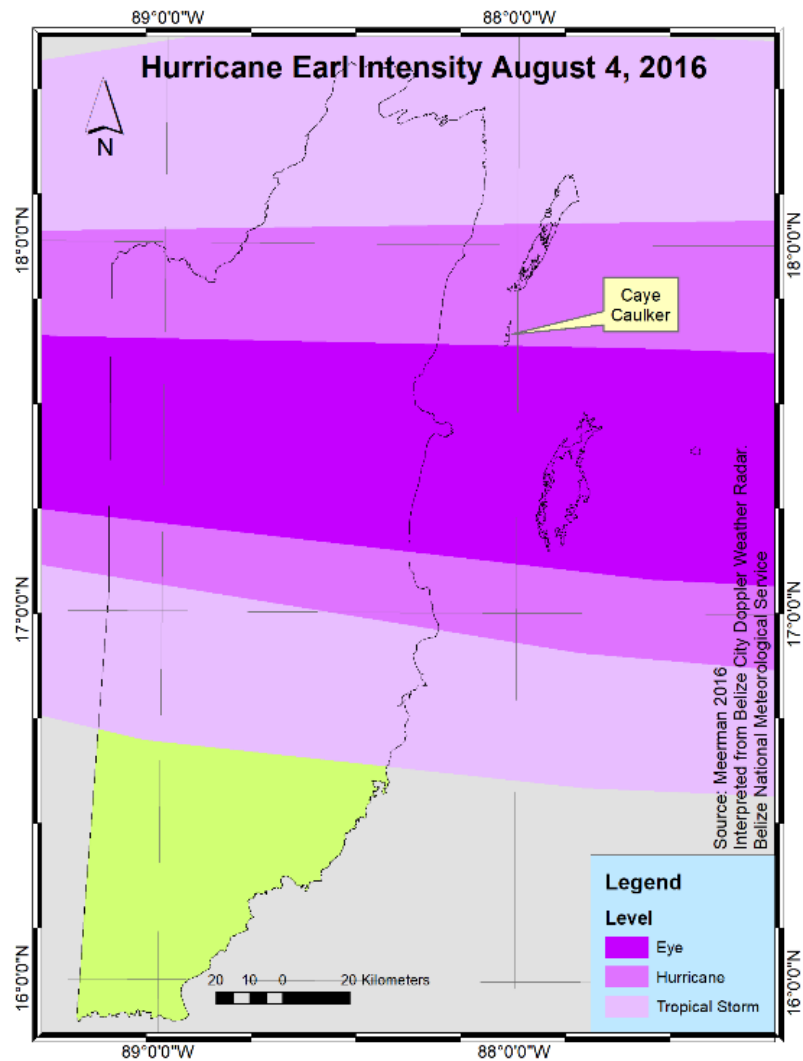 89°0'0"W 88°0'0"W
Hurricane Earl Intensity August 4, 2016
N
18°0'0"N 18°0'0"N
Caye
Caulker
17°0'0"N 17°0'0"N
Source: Meerman 2016
Interpreted from Belize City Doppler Weather Radar.
Belize National Meteorological Service
Legend
Level
Eye
Hurricane
Tropical Storm
20 10 0 20 Kilometers
16°0'0"N 16°0'0"N
89°0'0"W 88°0'0"W